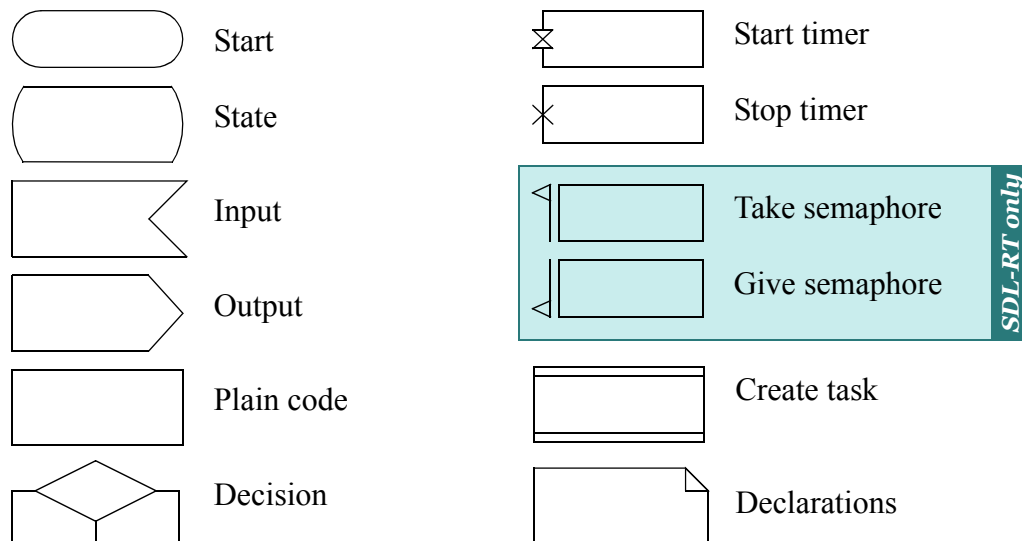 Start
State
Input
Output
Plain code
Decision
Start timer
Stop timer
Take semaphore
Give semaphore
SDL-RT only
Create task
Declarations